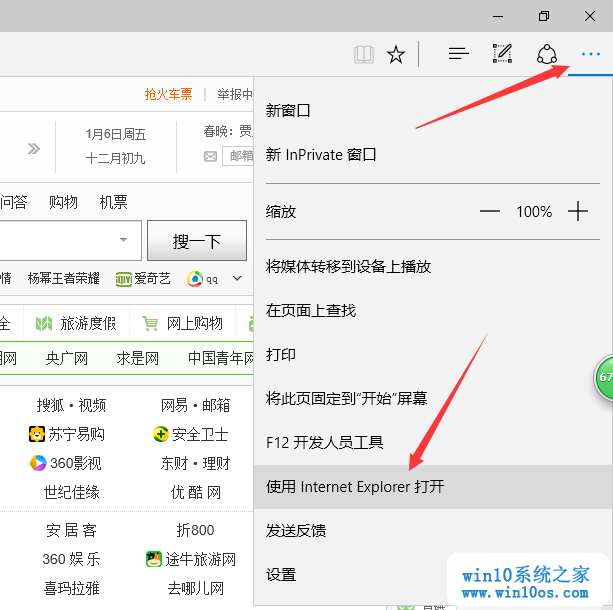 抢火车票 | 举报中
1月6日周五
十二月初九
春晚：贾
邮箱
问答 购物 机票
搜一下
情 杨幂王者荣耀 爱奇艺 qq
全 旅游度假 网上购物
网 央广网 求是网 中国青年网
搜狐·视频 网易·邮箱
苏宁易购 安全卫士
360影视 东财·理财
世纪佳缘 优酷网
安居客 折800
360娱乐 途牛旅游网
喜玛拉雅 去哪儿网
新窗口
新 InPrivate 窗口
缩放 — 100% +
将媒体转移到设备上播放
在页面上查找
打印
将此页固定到"开始"屏幕
F12 开发人员工具
使用 Internet Explorer 打开
发送反馈
设置
67
win10系统之家
www.win10os.com